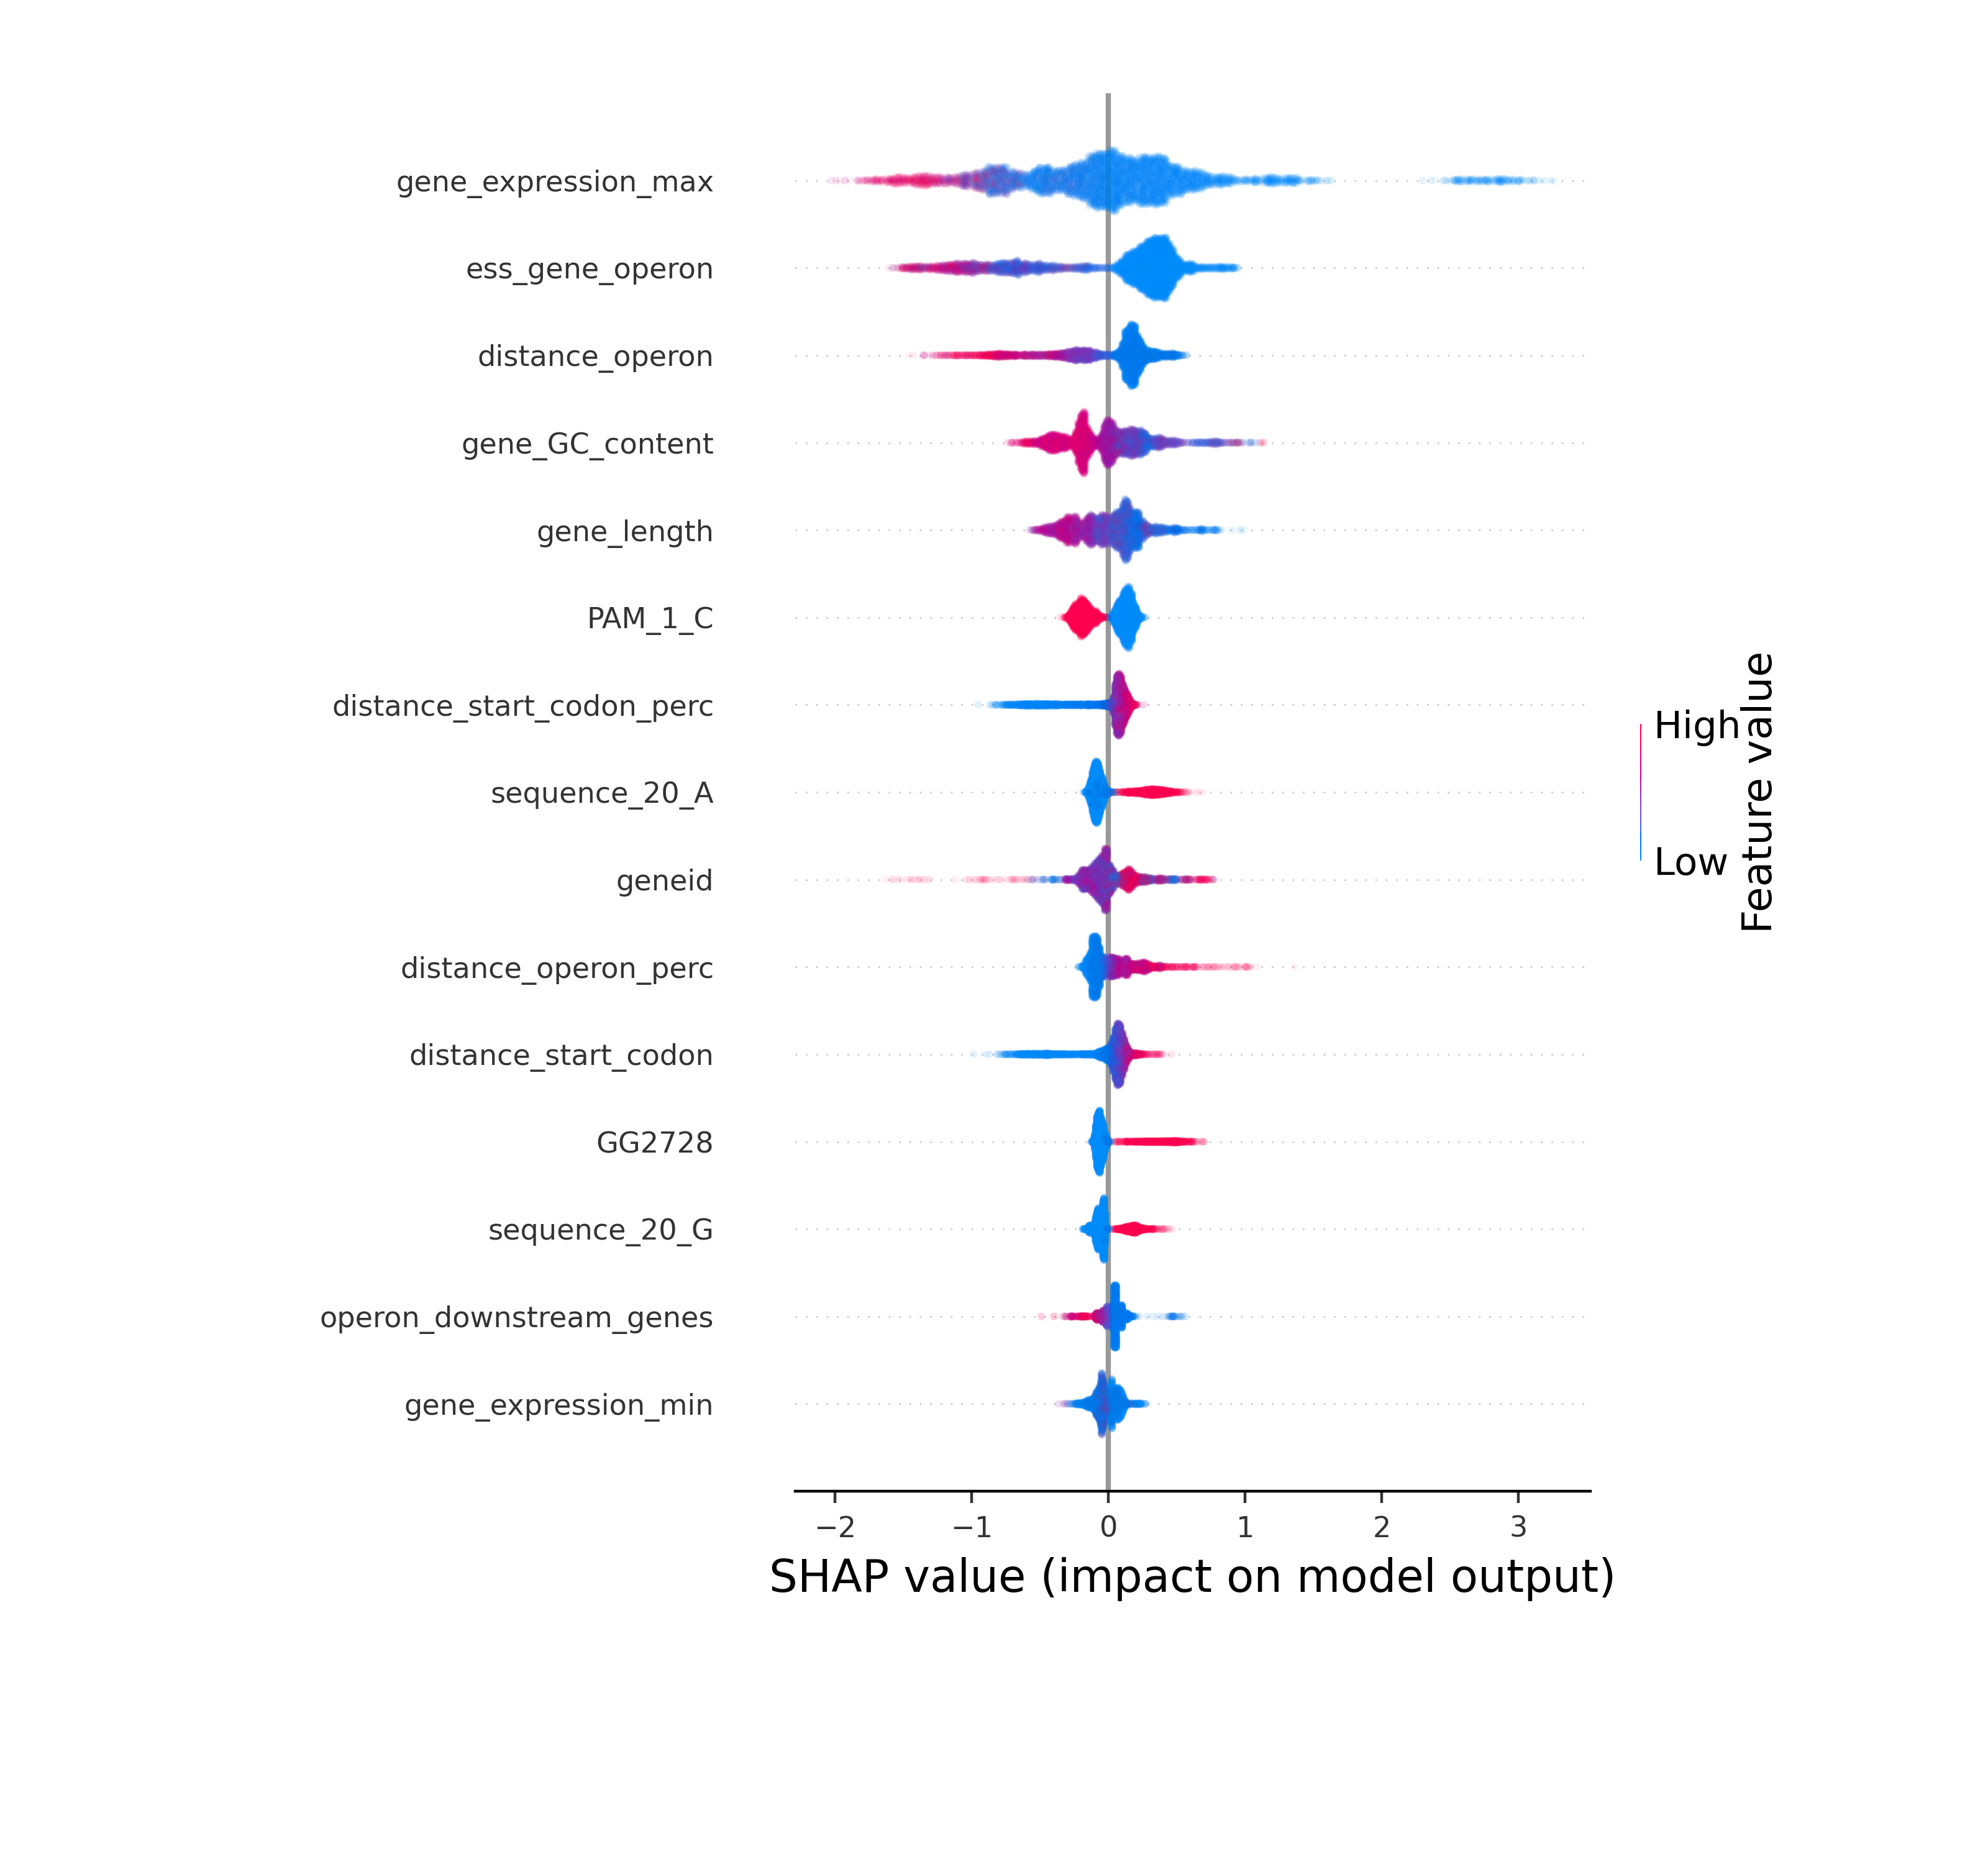 gene_expression_max
ess_gene_operon
distance_operon
gene_GC_content
gene_length
PAM_1_C
distance_start_codon_perc
sequence_20_A
geneid
distance_operon_perc
distance_start_codon
GG2728
sequence_20_G
operon_downstream_genes
gene_expression_min
−2 −1 0 1 2 3
SHAP value (impact on model output)
High
Low
Feature value